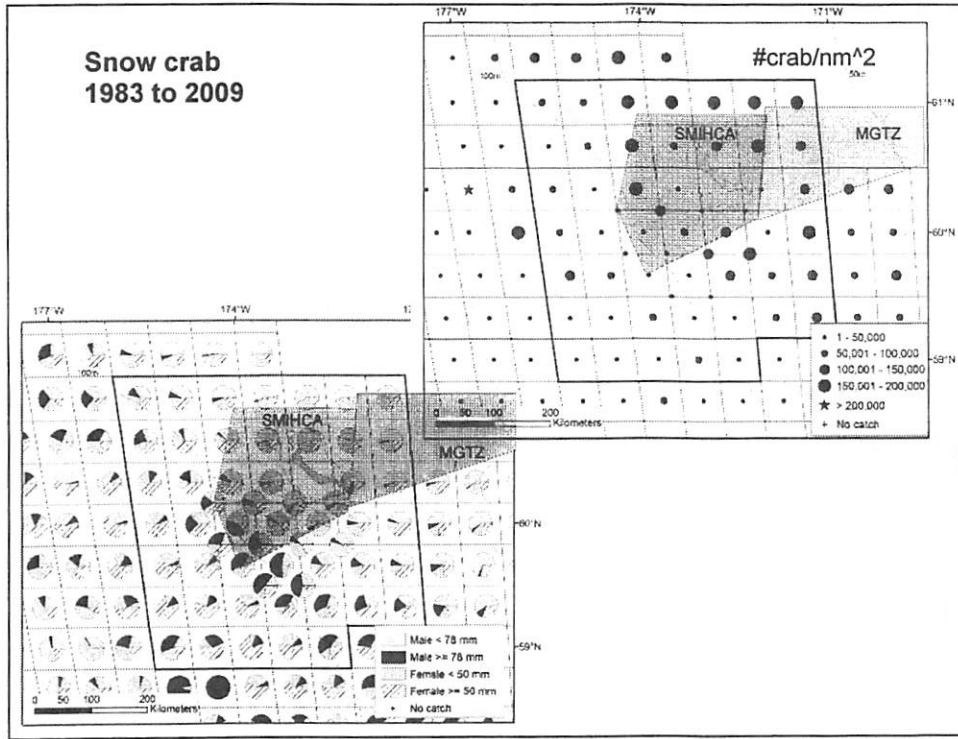 Snow crab
1983 to 2009
177°W
174°W
171°W
#crab/nm^2
100m
50m
61°N
SMIHCA
MGTZ
60°N
59°N
1 - 50,000
50,001 - 100,000
100,001 - 150,000
150,001 - 200,000
> 200,000
No catch
0 50 100 200
Kilometers
177°W
174°W
100m
SMIHCA
MGTZ
60°N
59°N
Male < 78 mm
Male >= 78 mm
Female < 50 mm
Female >= 50 mm
No catch
0 50 100 200
Kilometers